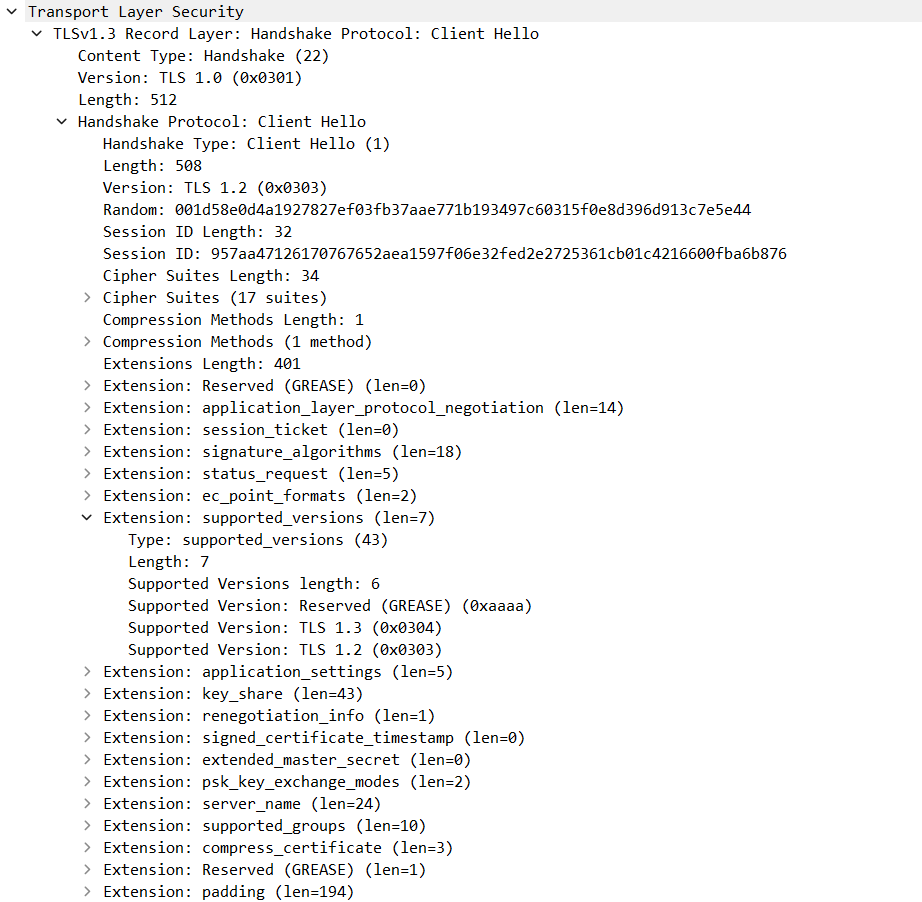 Transport Layer Security
TLSv1.3 Record Layer: Handshake Protocol: Client Hello
Content Type: Handshake (22)
Version: TLS 1.0 (0x0301)
Length: 512
Handshake Protocol: Client Hello
Handshake Type: Client Hello (1)
Length: 508
Version: TLS 1.2 (0x0303)
Random: 001d58e0d4a1927827ef03fb37aae771b193497c60315f0e8d396d913c7e5e44
Session ID Length: 32
Session ID: 957aa47126170767652aea1597f06e32fed2e2725361cb01c4216600fba6b876
Cipher Suites Length: 34
Cipher Suites (17 suites)
Compression Methods Length: 1
Compression Methods (1 method)
Extensions Length: 401
Extension: Reserved (GREASE) (len=0)
Extension: application_layer_protocol_negotiation (len=14)
Extension: session_ticket (len=0)
Extension: signature_algorithms (len=18)
Extension: status_request (len=5)
Extension: ec_point_formats (len=2)
Extension: supported_versions (len=7)
Type: supported_versions (43)
Length: 7
Supported Versions length: 6
Supported Version: Reserved (GREASE) (0xaaaa)
Supported Version: TLS 1.3 (0x0304)
Supported Version: TLS 1.2 (0x0303)
Extension: application_settings (len=5)
Extension: key_share (len=43)
Extension: renegotiation_info (len=1)
Extension: signed_certificate_timestamp (len=0)
Extension: extended_master_secret (len=0)
Extension: psk_key_exchange_modes (len=2)
Extension: server_name (len=24)
Extension: supported_groups (len=10)
Extension: compress_certificate (len=3)
Extension: Reserved (GREASE) (len=1)
Extension: padding (len=194)